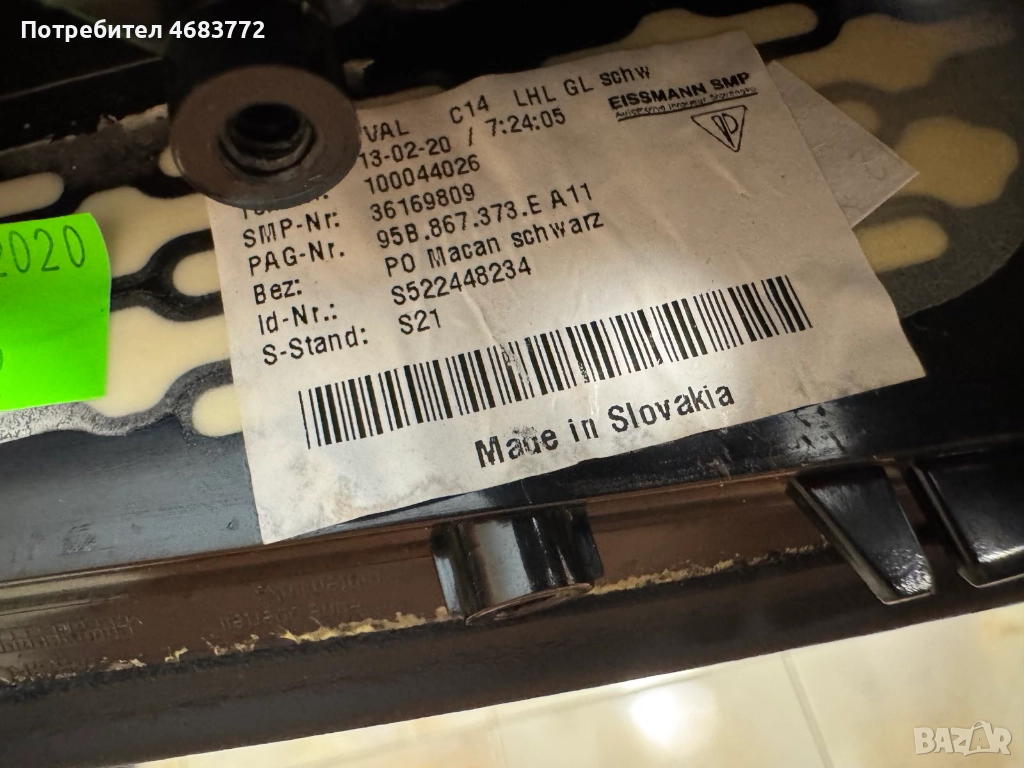 Потребител 4683772
VAL C14 LHL GL schw
13-02-20 / 7:24:05
EISSMANN SMP
100044026
SMP-Nr: 36169809
PAG-Nr. 95B.867.373.E A11
Bez: PO Macan schwarz
Id-Nr.: S522448234
S-Stand: S21
Made in Slovakia
2020
BAZAR